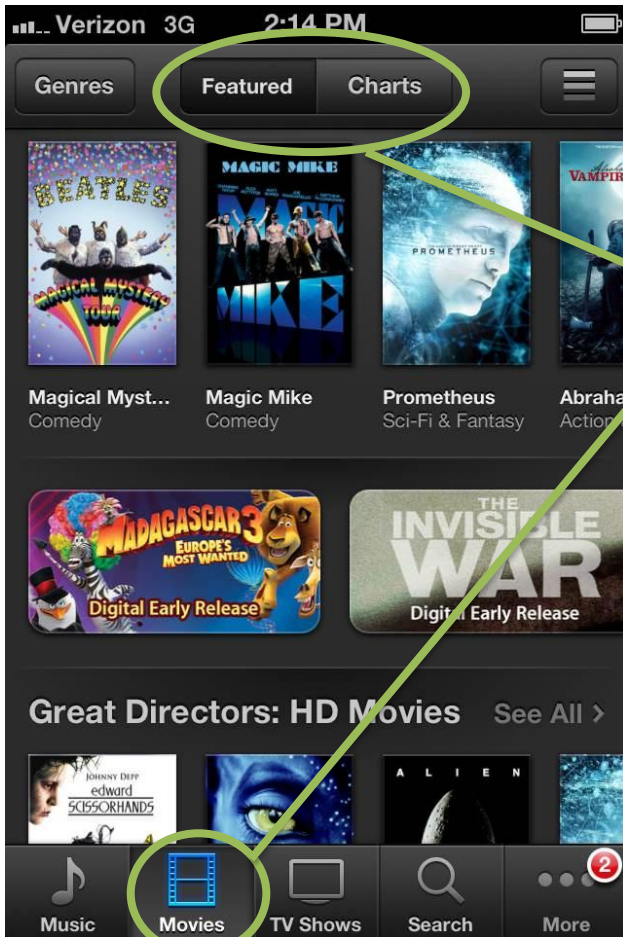 Verizon 3G 2:14 PM
Genres Featured Charts
BEATLES
MAGICAL MYSTERY
TOUR
MAGIC MIKE
MAGIC
MIKE
PROMETHEUS
VAMPIR
Magical Myst... Magic Mike Prometheus Abraha
Comedy Comedy Sci-Fi & Fantasy Action
MADAGASCAR 3
EUROPE'S
MOST WANTED
Digital Early Release
THE
INVISIBLE
WAR
Digital Early Release
Great Directors: HD Movies See All >
JOHNNY DEPP
edward
SCISSORHANDS
ALIEN
2
Music Movies TV Shows Search More